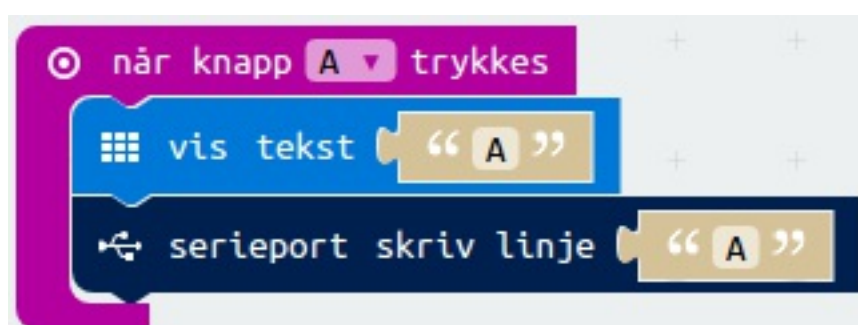 når knapp A trykkes
vis tekst “ A ”
serieport skriv linje “ A ”